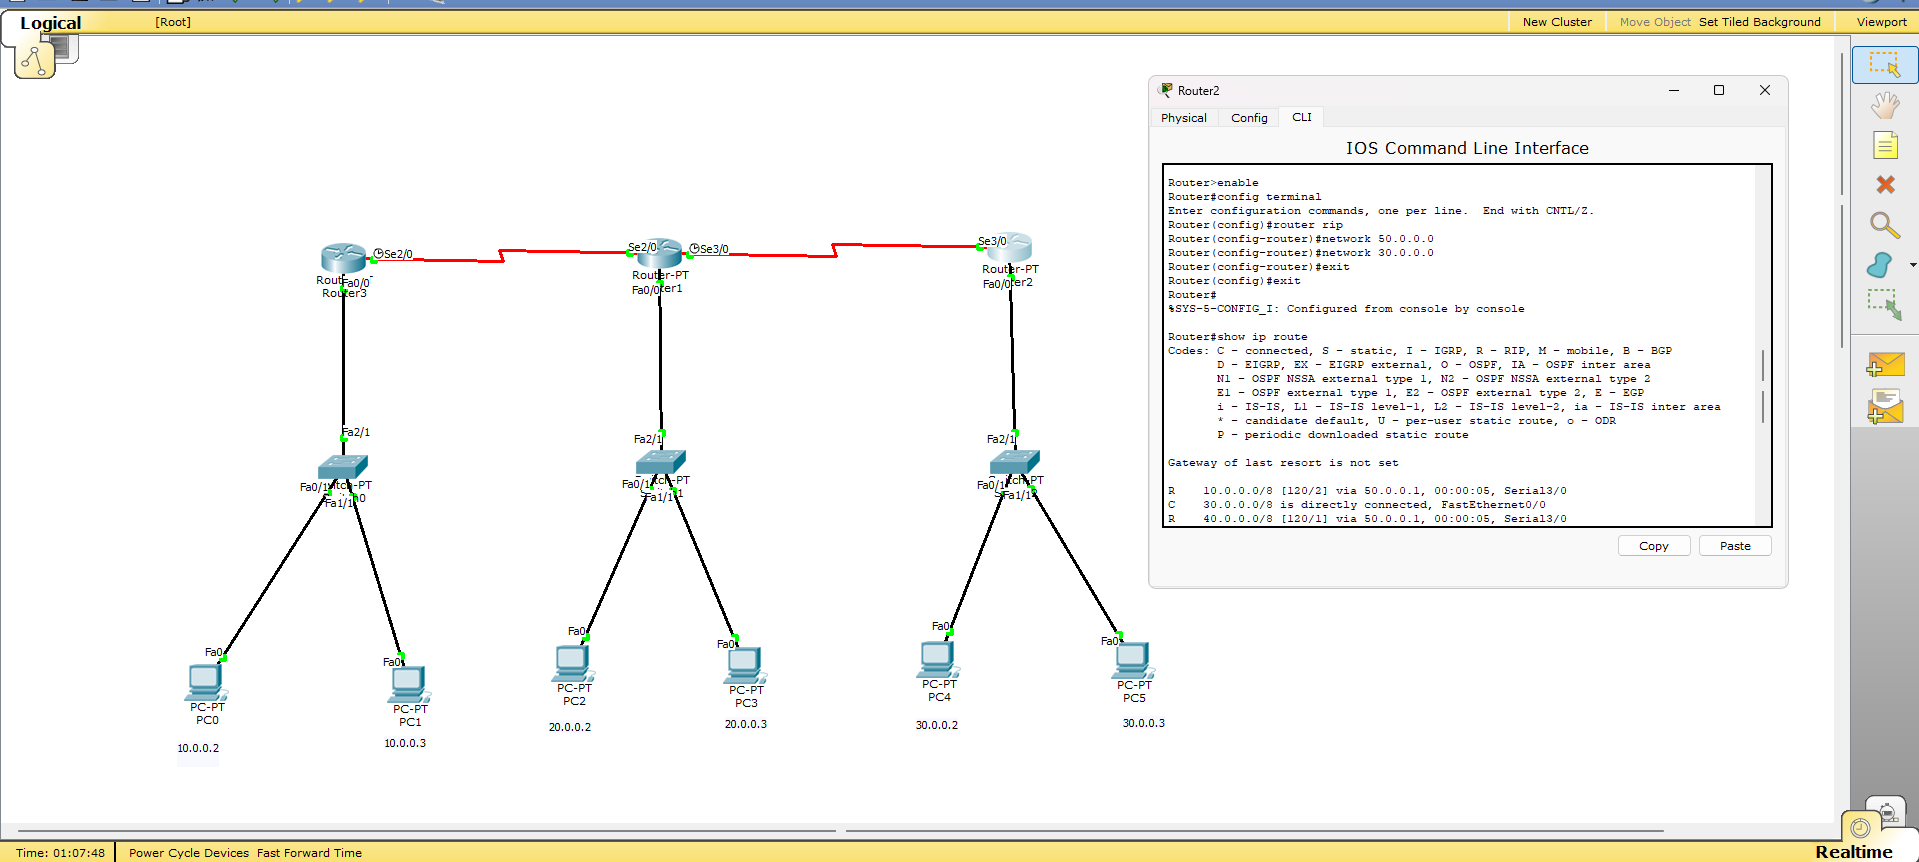 Logical
[Root]
New Cluster
Move Object
Set Tiled Background
Viewport
Router2
Physical
Config
CLI
IOS Command Line Interface
Router>enable
Router#config terminal
Enter configuration commands, one per line.  End with CNTL/Z.
Router(config)#router rip
Router(config-router)#network 50.0.0.0
Router(config-router)#network 30.0.0.0
Router(config-router)#exit
Router(config)#exit
Router#
%SYS-5-CONFIG_I: Configured from console by console
Router#show ip route
Codes: C - connected, S - static, I - IGRP, R - RIP, M - mobile, B - BGP
D - EIGRP, EX - EIGRP external, O - OSPF, IA - OSPF inter area
N1 - OSPF NSSA external type 1, N2 - OSPF NSSA external type 2
E1 - OSPF external type 1, E2 - OSPF external type 2, E - EGP
i - IS-IS, L1 - IS-IS level-1, L2 - IS-IS level-2, ia - IS-IS inter area
* - candidate default, U - per-user static route, o - ODR
P - periodic downloaded static route
Gateway of last resort is not set
R    10.0.0.0/8 [120/2] via 50.0.0.1, 00:00:05, Serial3/0
C    30.0.0.0/8 is directly connected, FastEthernet0/0
R    40.0.0.0/8 [120/1] via 50.0.0.1, 00:00:05, Serial3/0
Copy
Paste
Se2/0
Fa0/0
Router3
Se2/0
Se3/0
Router-PT
Fa0/0
Se3/0
Router-PT
Fa0/0
Fa2/1
Fa0/1
Fa1/1
Fa2/1
Fa0/1
Fa1/1
Fa2/1
Fa0/1
Fa1/1
Fa0
PC-PT
PC0
10.0.0.2
Fa0
PC-PT
PC1
10.0.0.3
Fa0
PC-PT
PC2
20.0.0.2
Fa0
PC-PT
PC3
20.0.0.3
Fa0
PC-PT
PC4
30.0.0.2
Fa0
PC-PT
PC5
30.0.0.3
Time: 01:07:48
Power Cycle Devices
Fast Forward Time
Realtime